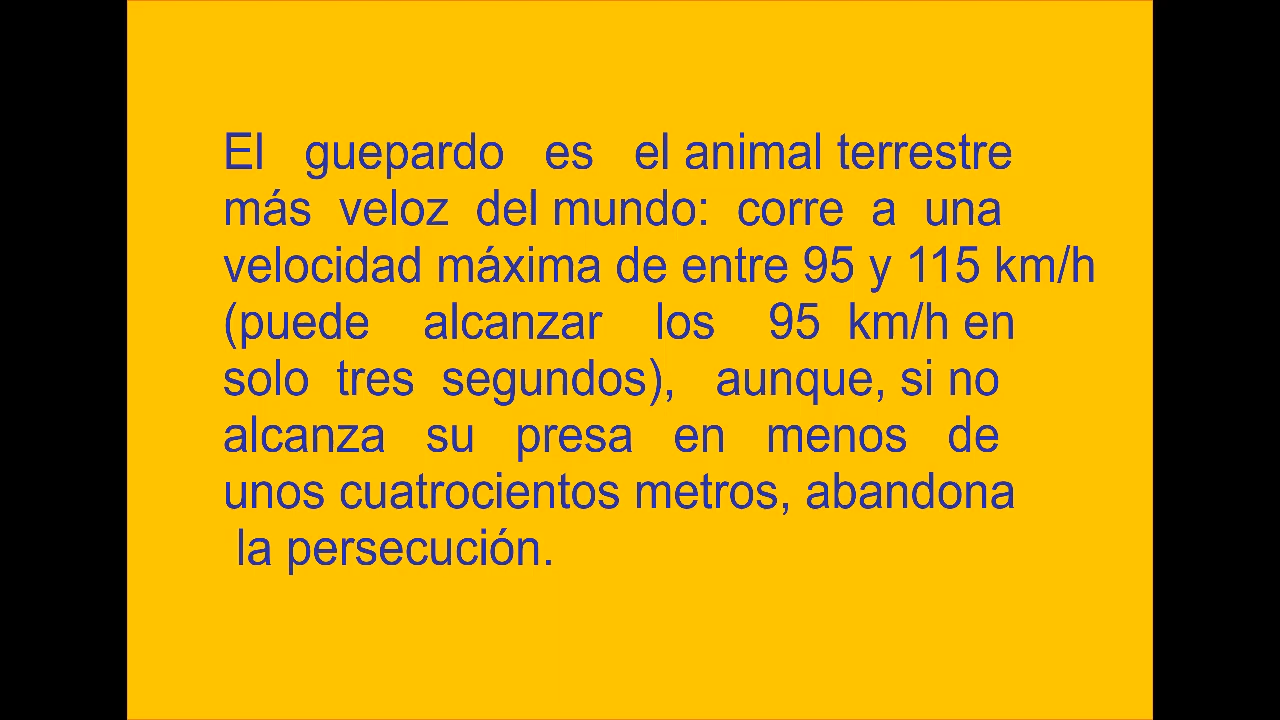 El guepardo es el animal terrestre
más veloz del mundo: corre a una
velocidad máxima de entre 95 y 115 km/h
(puede alcanzar los 95 km/h en
solo tres segundos), aunque, si no
alcanza su presa en menos de
unos cuatrocientos metros, abandona
la persecución.